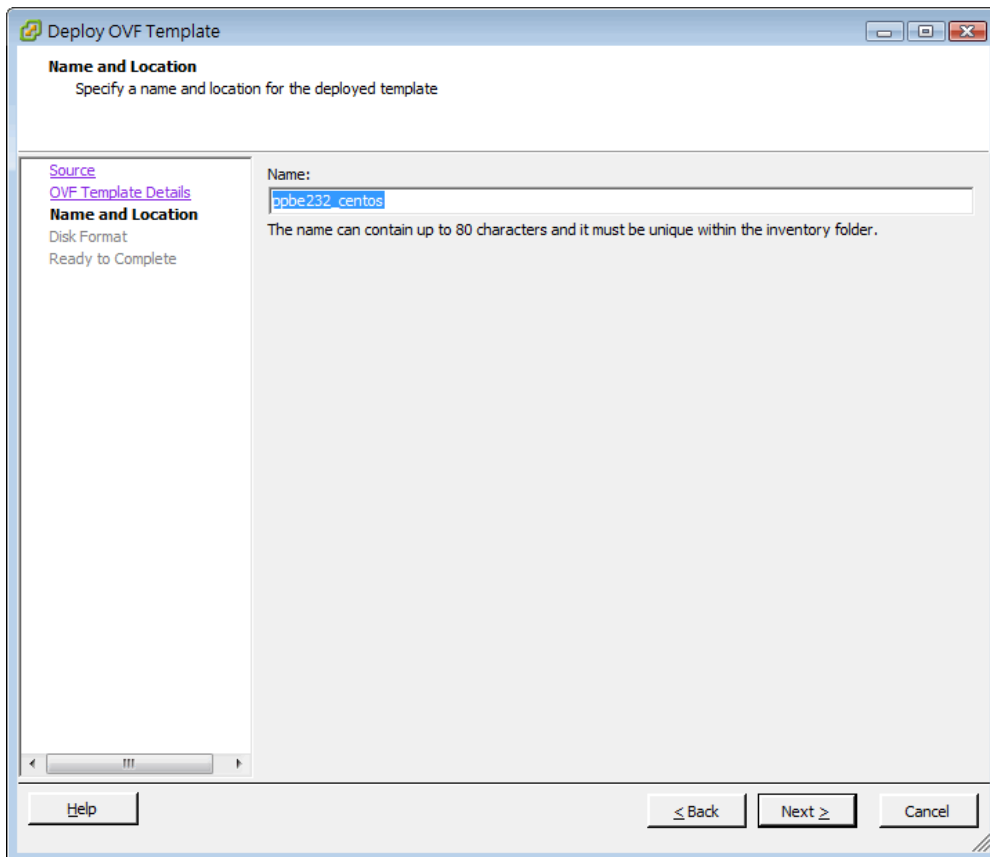 Deploy OVF Template
Name and Location
Specify a name and location for the deployed template
Source
OVF Template Details
Name and Location
Disk Format
Ready to Complete
Name:
ppbe232_centos
The name can contain up to 80 characters and it must be unique within the inventory folder.
Help
< Back
Next >
Cancel